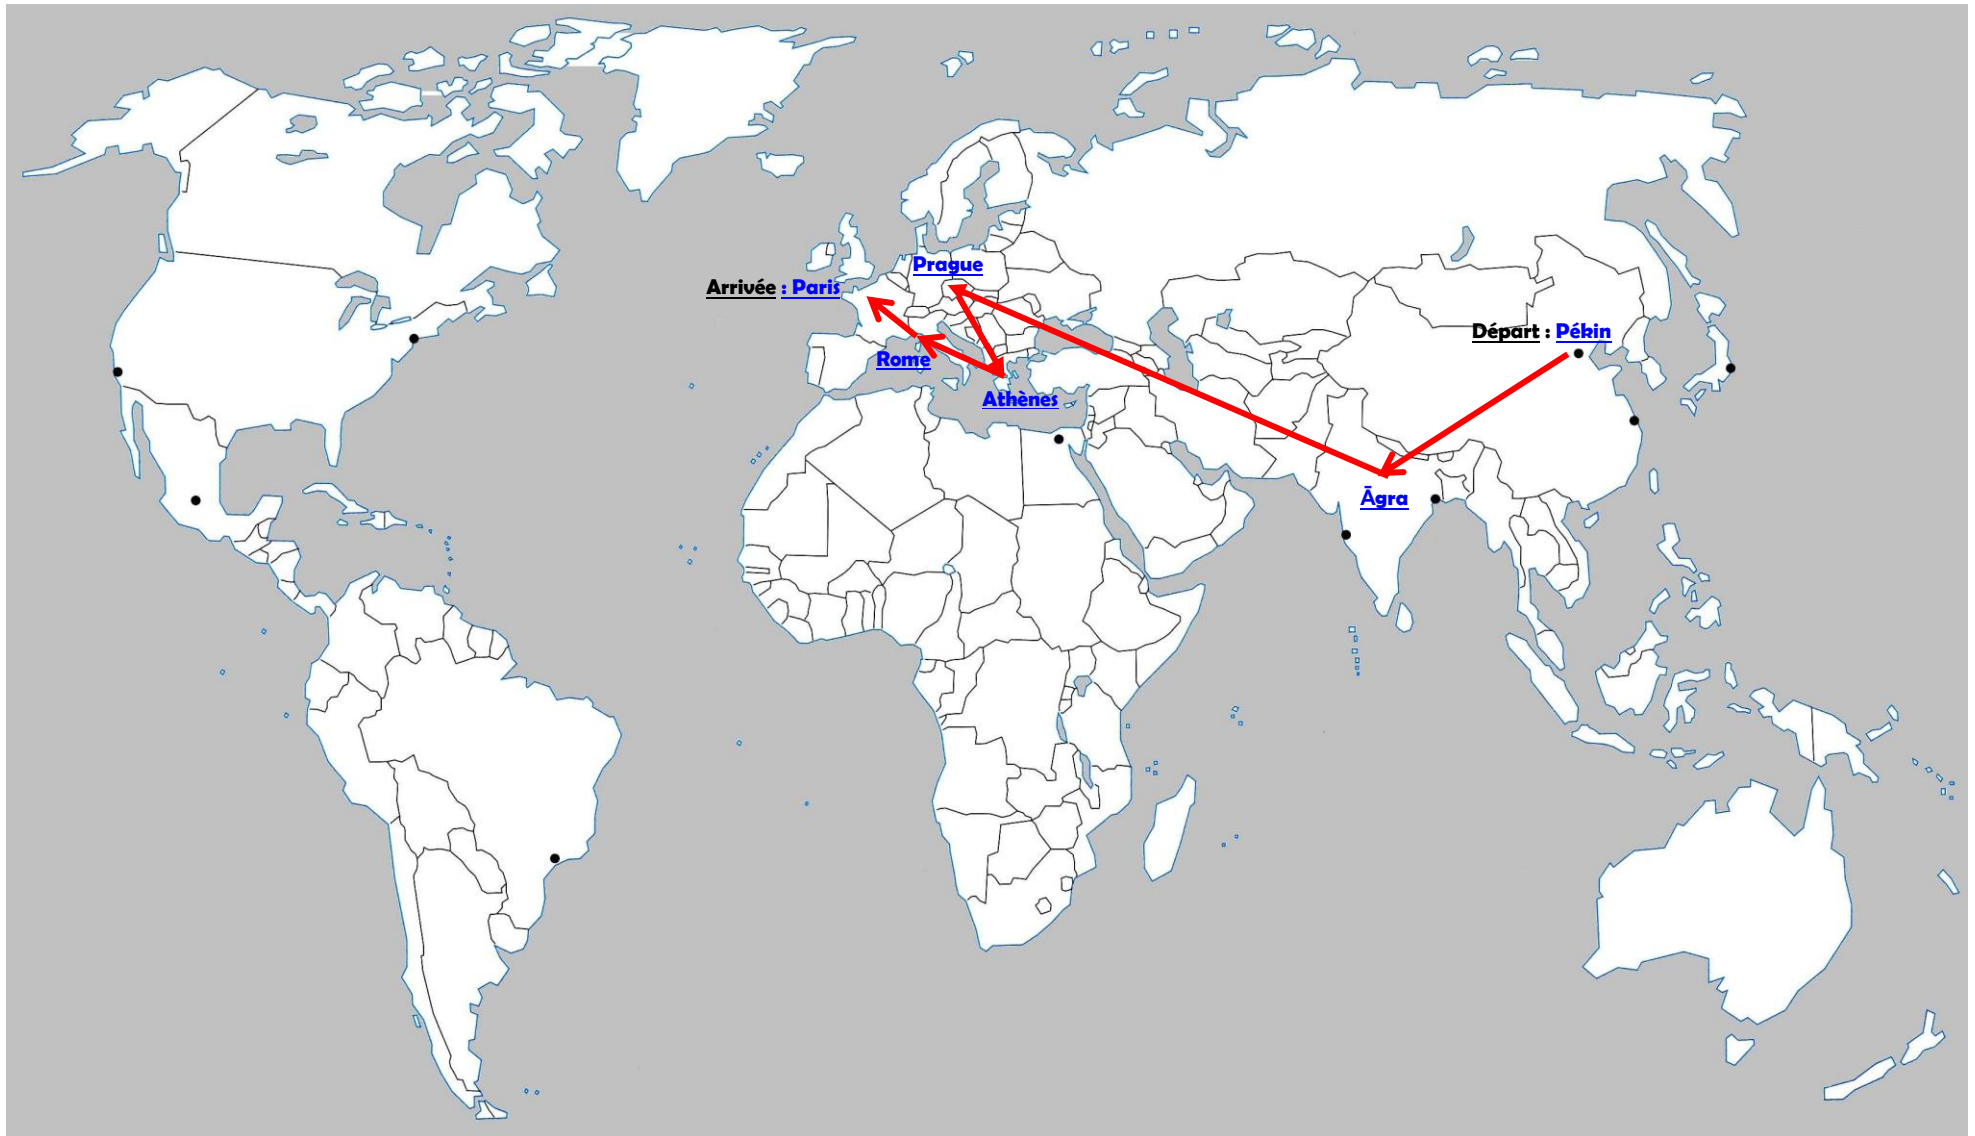 Prague
Arrivée : Paris
Départ : Pékin
Rome
Athènes
Āgra